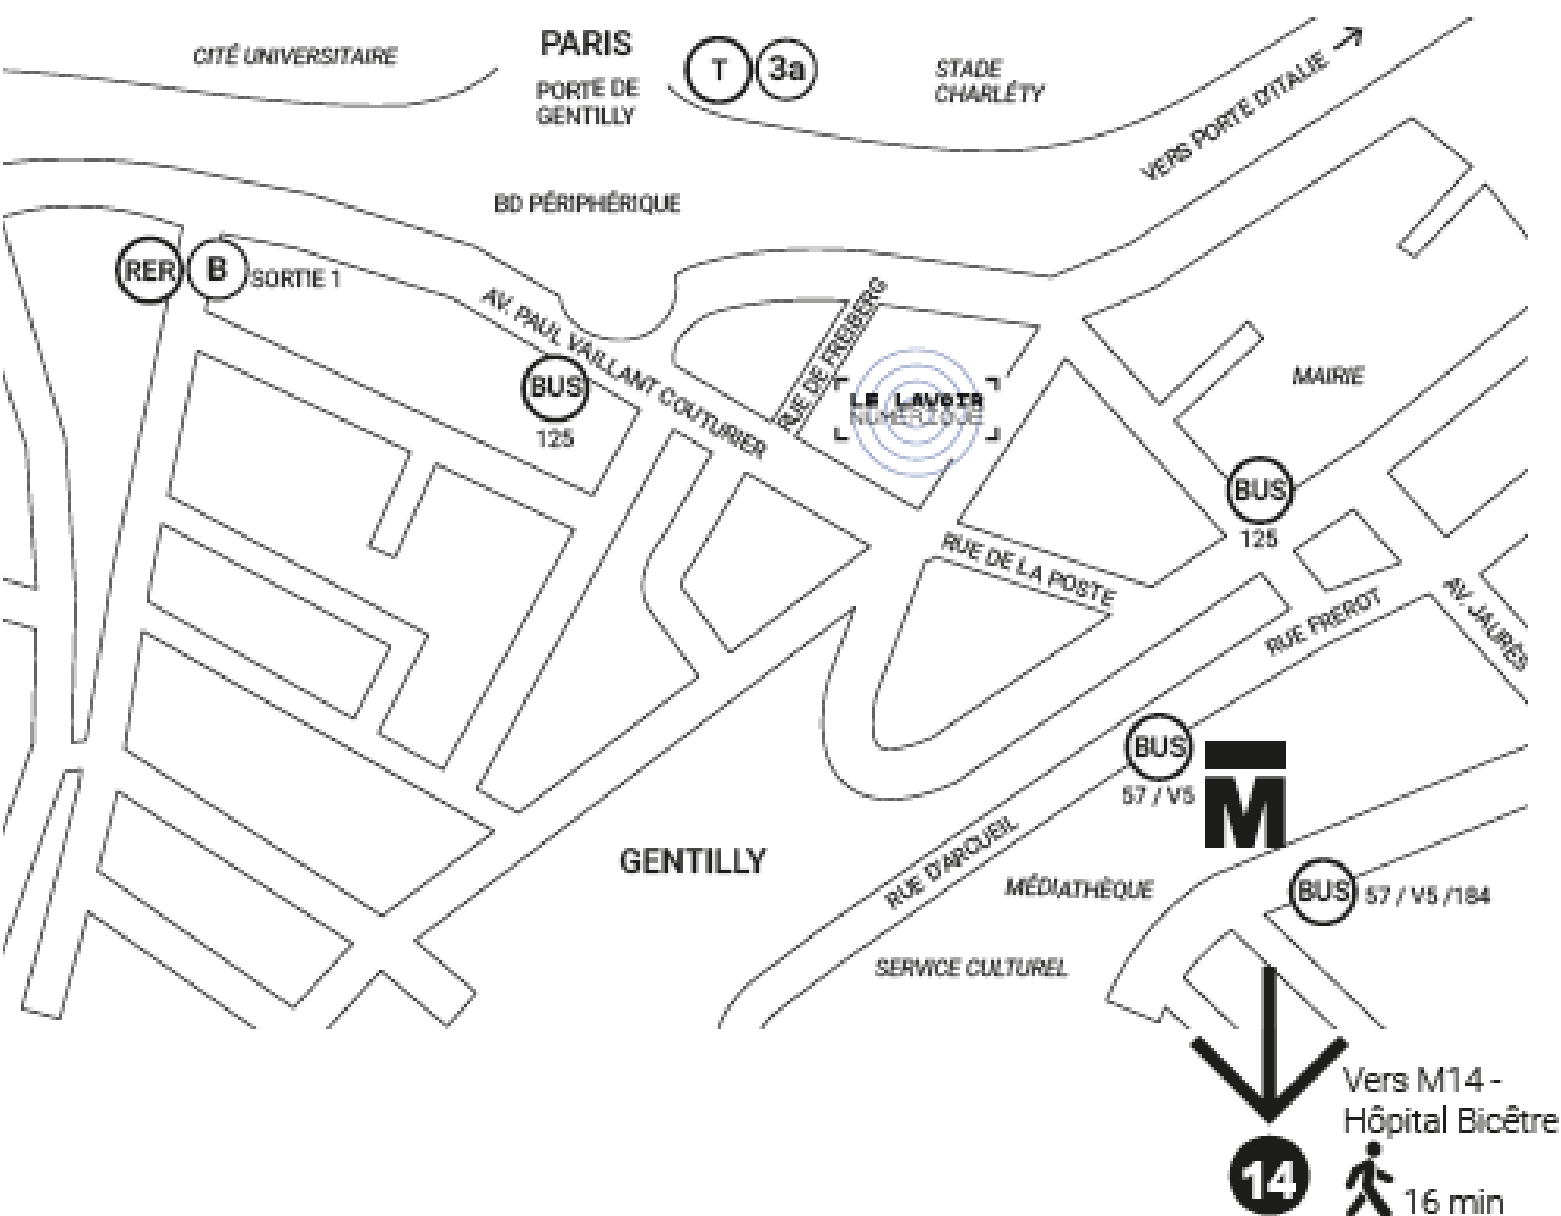 CITÉ UNIVERSITAIRE
PARIS
PORTE DE
GENTILLY
T
3a
STADE
CHARLÉTY
VERS PORTE D'ITALIE
BD PÉRIPHÉRIQUE
RER
B
SORTIE 1
AV. PAUL VAILLANT COUTURIER
RUE DE FREIBERG
BUS
125
LE LAVOIR
NUMÉRIQUE
MAIRIE
BUS
125
RUE DE LA POSTE
RUE FREROT
AV. JAURÈS
BUS
57 / V5
M
GENTILLY
RUE D'ARCUEIL
MÉDIATHÈQUE
BUS
57 / V5 /184
SERVICE CULTUREL
Vers M14 -
Hôpital Bicêtre
14
16 min